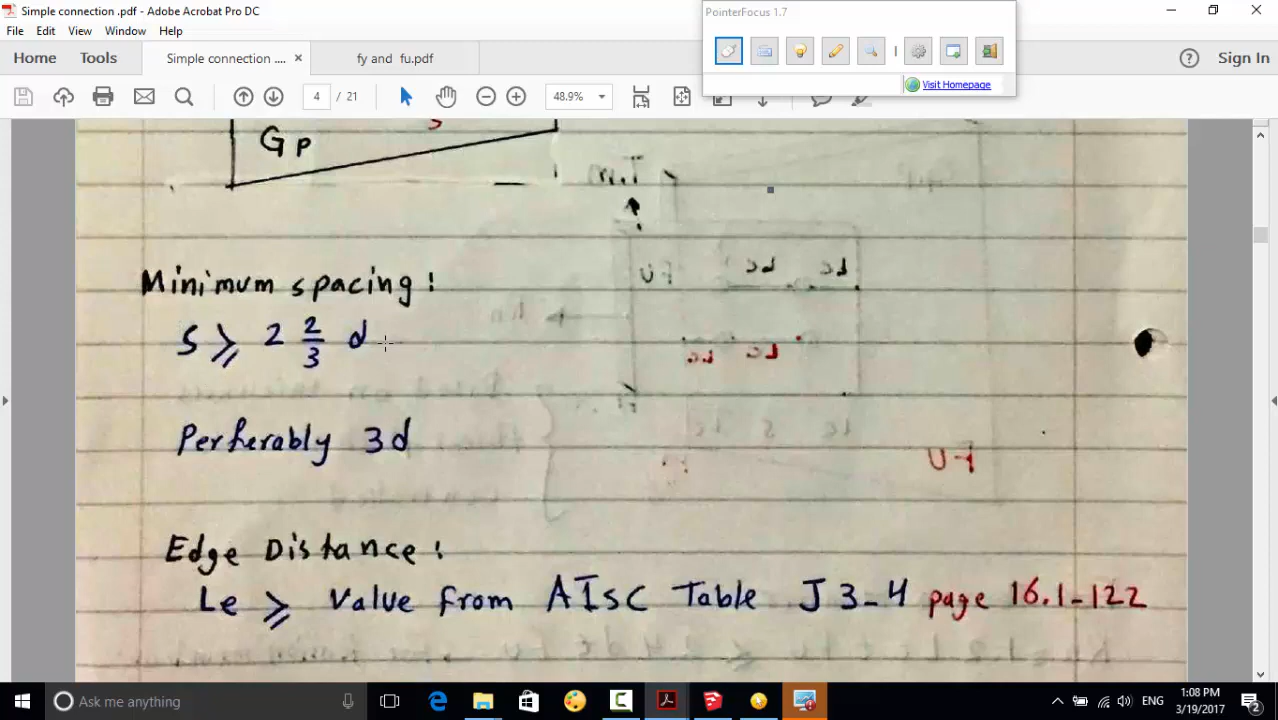 Simple connection .pdf - Adobe Acrobat Pro DC
PointerFocus 1.7
File Edit View Window Help
Home Tools Simple connection .... × fy and fu.pdf
Visit Homepage
? Sign In
4 / 21
48.9%
Gp
Minimum spacing :
S ⩾ 2 2/3 d
Perferably 3d
Edge Distance :
Le ⩾ Value from AISC Table J3-4 page 16.1-122
Ask me anything
ENG
1:08 PM
3/19/2017
2